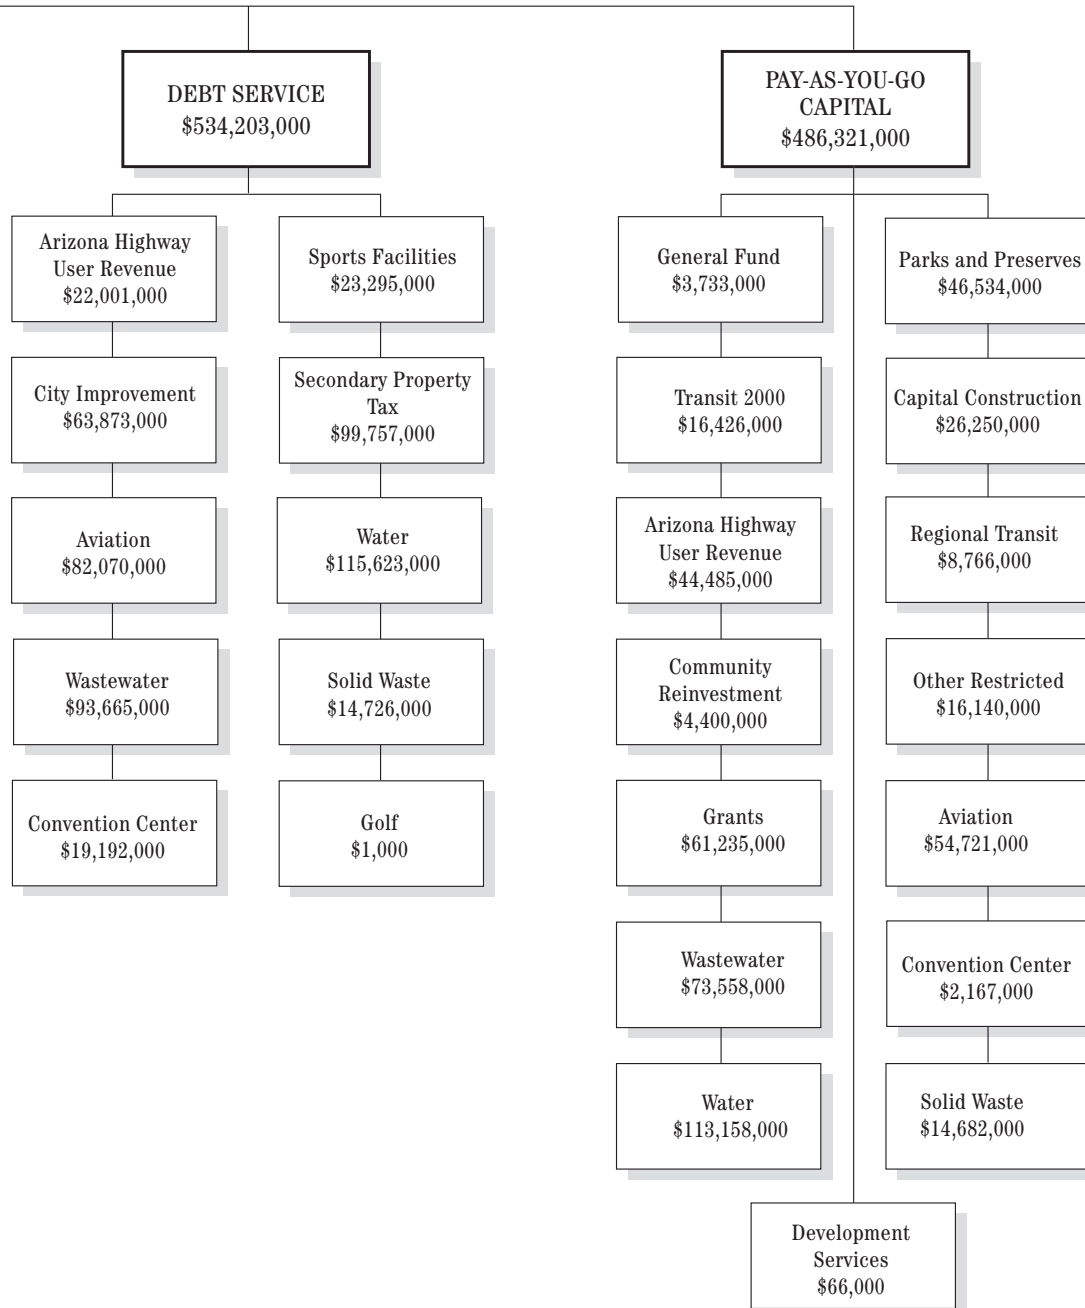 DEBT SERVICE
$534,203,000
Arizona Highway
User Revenue
$22,001,000
City Improvement
$63,873,000
Aviation
$82,070,000
Wastewater
$93,665,000
Convention Center
$19,192,000
Sports Facilities
$23,295,000
Secondary Property
Tax
$99,757,000
Water
$115,623,000
Solid Waste
$14,726,000
Golf
$1,000
PAY-AS-YOU-GO
CAPITAL
$486,321,000
General Fund
$3,733,000
Transit 2000
$16,426,000
Arizona Highway
User Revenue
$44,485,000
Community
Reinvestment
$4,400,000
Grants
$61,235,000
Wastewater
$73,558,000
Water
$113,158,000
Parks and Preserves
$46,534,000
Capital Construction
$26,250,000
Regional Transit
$8,766,000
Other Restricted
$16,140,000
Aviation
$54,721,000
Convention Center
$2,167,000
Solid Waste
$14,682,000
Development
Services
$66,000